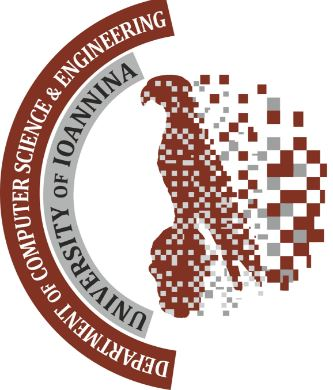 DEPARTMENT OF COMPUTER SCIENCE & ENGINEERING
UNIVERSITY OF IOANNINA